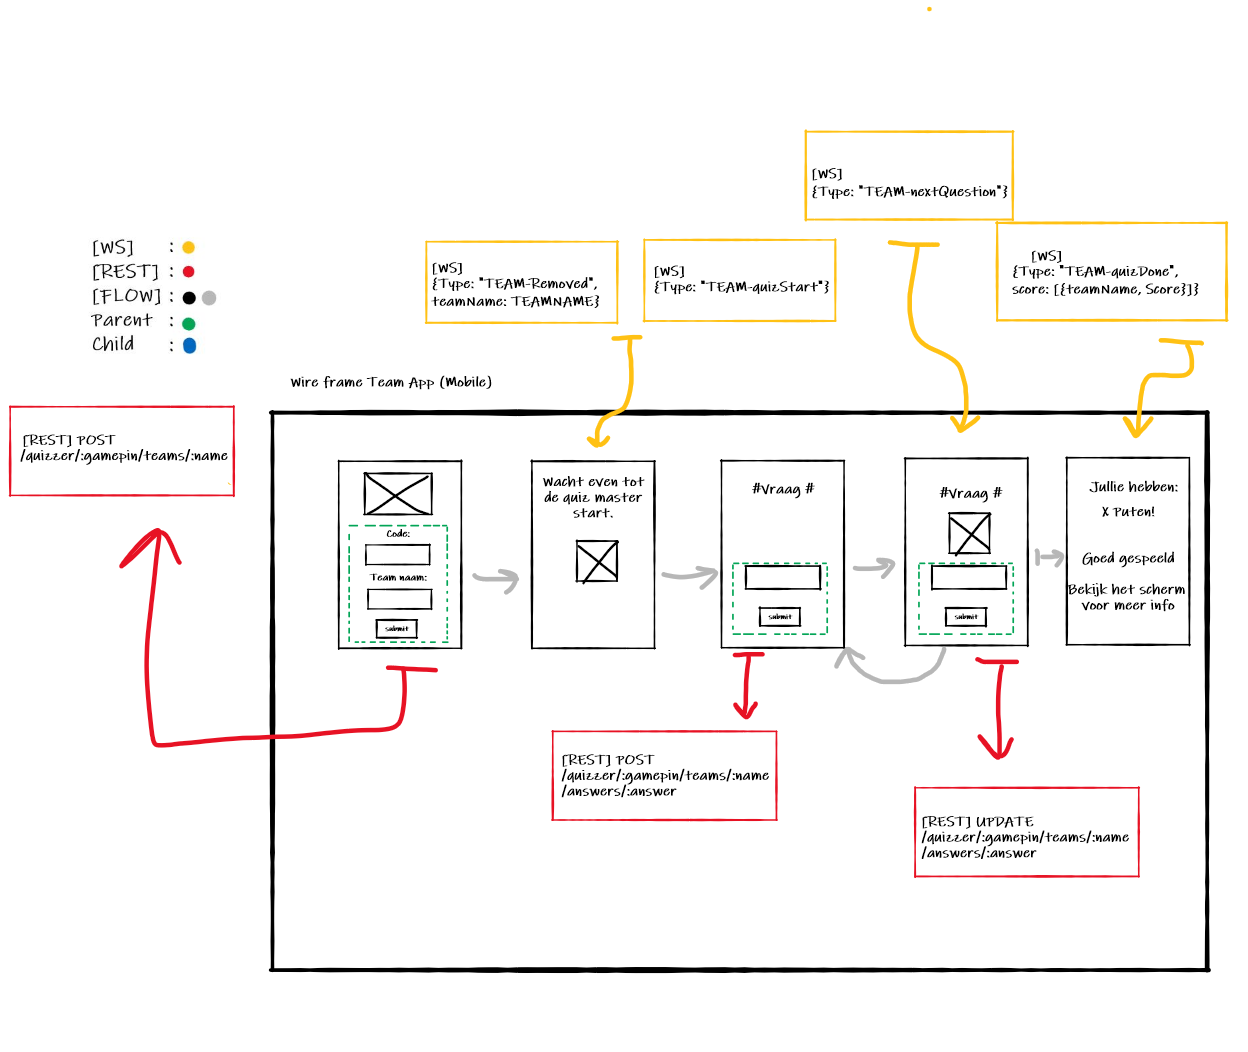 [WS]
{Type: "TEAM-nextQuestion"}
[WS] :
[REST] :
[FLOW] :
Parent :
Child :
[WS]
{Type: "TEAM-Removed",
teamName: TEAMNAME}
[WS]
{Type: "TEAM-quizStart"}
[WS]
{Type: "TEAM-quizDone",
score: [{teamName, Score}]}
Wire frame Team App (Mobile)
[REST] POST
/quizzer/:gamepin/teams/:name
Code:
Team naam:
submit
Wacht even tot
de quiz master
start.
#Vraag #
submit
#Vraag #
submit
Jullie hebben:
X Puten!
Goed gespeeld
Bekijk het scherm
voor meer info
[REST] POST
/quizzer/:gamepin/teams/:name
/answers/:answer
[REST] UPDATE
/quizzer/:gamepin/teams/:name
/answers/:answer